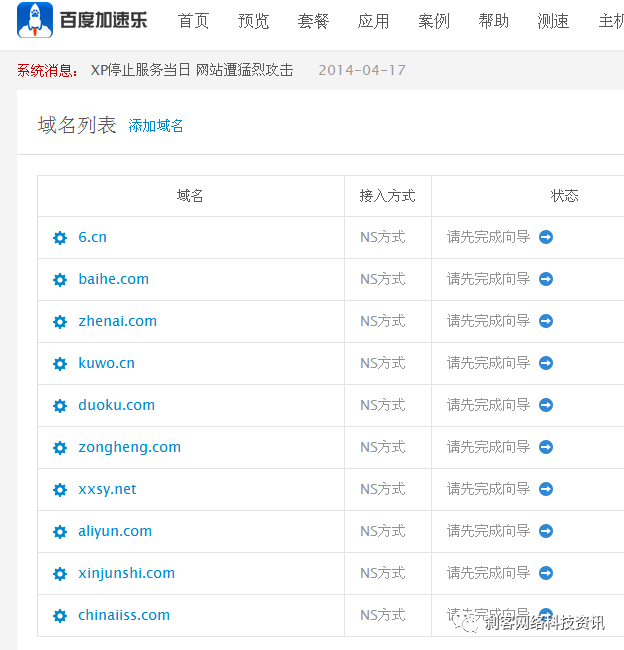 百度加速乐 首页 预览 套餐 应用 案例 帮助 测速 主机
系统消息： XP停止服务当日 网站遭猛烈攻击 2014-04-17
域名列表 添加域名
域名 接入方式 状态
6.cn NS方式 请先完成向导
baihe.com NS方式 请先完成向导
zhenai.com NS方式 请先完成向导
kuwo.cn NS方式 请先完成向导
duoku.com NS方式 请先完成向导
zongheng.com NS方式 请先完成向导
xxsy.net NS方式 请先完成向导
aliyun.com NS方式 请先完成向导
xinjunshi.com NS方式 请先完成向导
chinaiiss.com NS方式 请先完成向导
刺客网络科技资讯